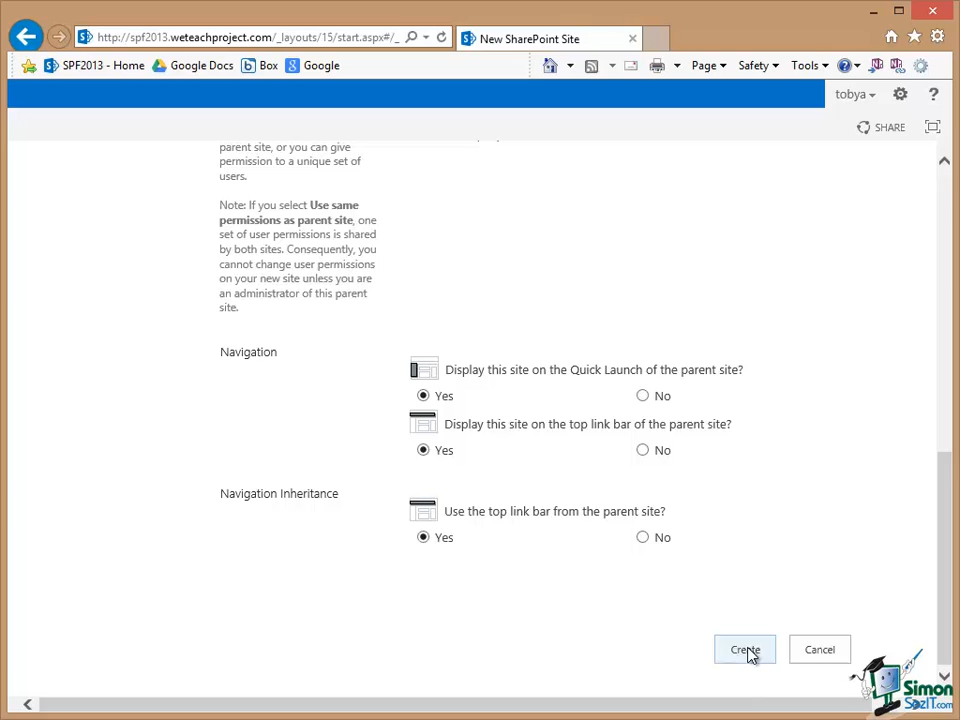 http://spf2013.weteachproject.com/_layouts/15/start.aspx#/_
New SharePoint Site
SPF2013 - Home
Google Docs
Box
Google
Page
Safety
Tools
tobya
SHARE
parent site, or you can give
permission to a unique set of
users.
Note: If you select Use same
permissions as parent site, one
set of user permissions is shared
by both sites. Consequently, you
cannot change user permissions
on your new site unless you are
an administrator of this parent
site.
Navigation
Display this site on the Quick Launch of the parent site?
Yes
No
Display this site on the top link bar of the parent site?
Yes
No
Navigation Inheritance
Use the top link bar from the parent site?
Yes
No
Create
Cancel
Simon
SezIT.com